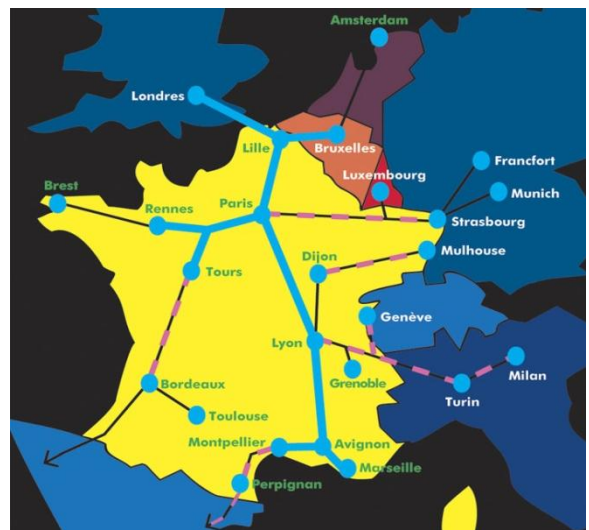 Amsterdam
Londres
Lille
Bruxelles
Francfort
Luxembourg
Brest
Munich
Rennes
Paris
Strasbourg
Mulhouse
Dijon
Tours
Genève
Lyon
Milan
Grenoble
Bordeaux
Turin
Toulouse
Montpellier
Avignon
Marseille
Perpignan